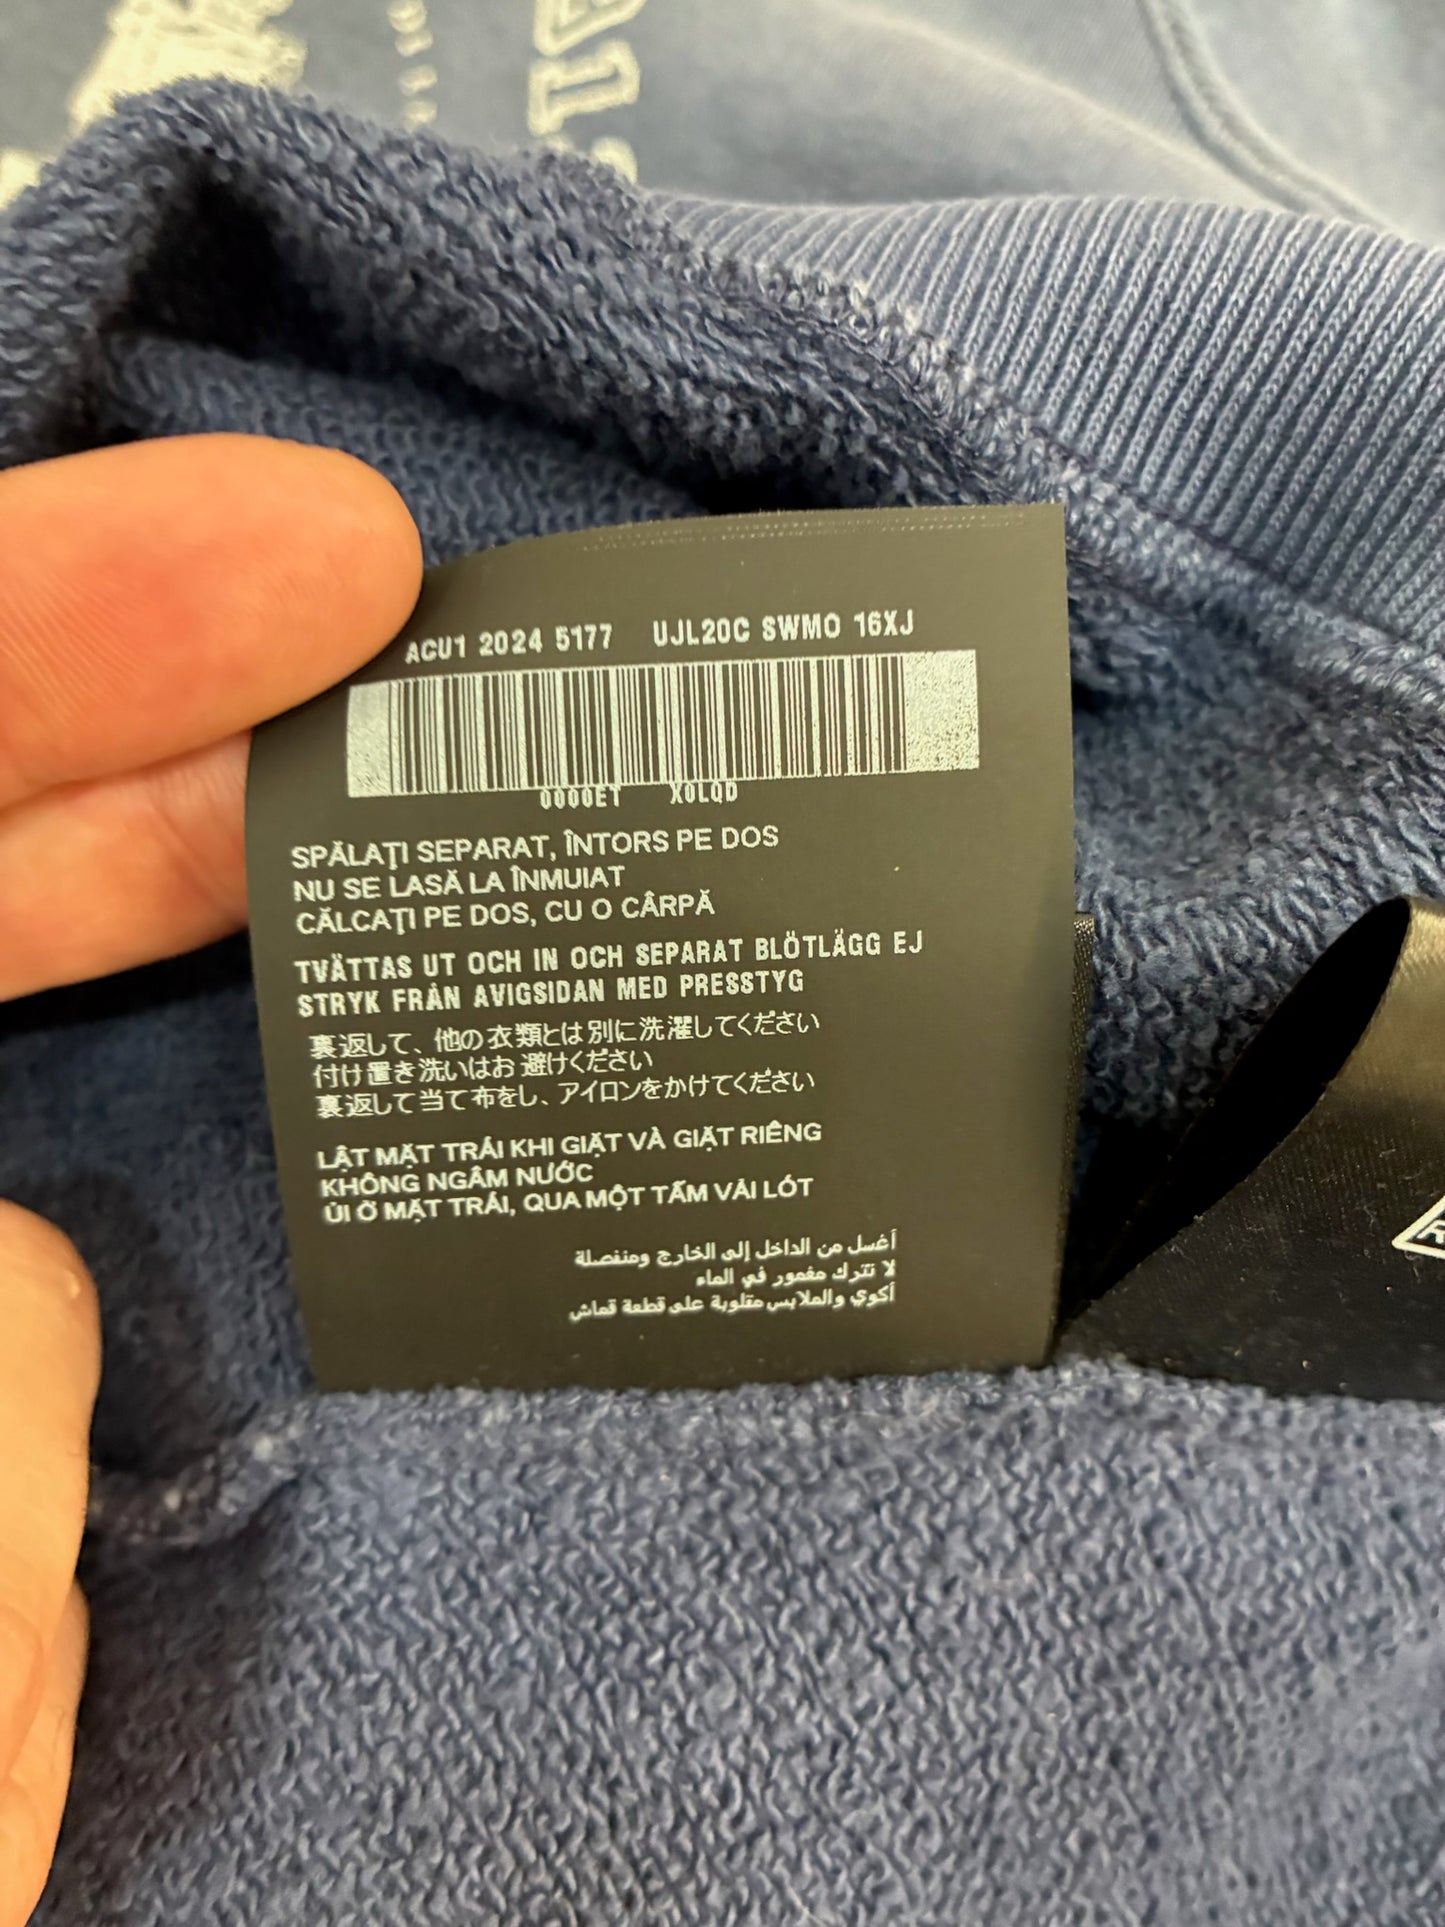 ACU1 2024 5177 UJL20C SWMO 16XJ
0000ET X0LQD
SPĂLAȚI SEPARAT, ÎNTORS PE DOS
NU SE LASĂ LA ÎNMUIAT
CĂLCAȚI PE DOS, CU O CÂRPĂ
TVÄTTAS UT OCH IN OCH SEPARAT BLÖTLÄGG EJ
STRYK FRÅN AVIGSIDAN MED PRESSTYG
裏返して、他の衣類とは別に洗濯してください
付け置き洗いはお避けください
裏返して当て布をし、アイロンをかけてください
LẬT MẶT TRÁI KHI GIẶT VÀ GIẶT RIÊNG
KHÔNG NGÂM NƯỚC
ỦI Ở MẶT TRÁI, QUA MỘT TẤM VẢI LÓT
أغسل من الداخل إلى الخارج ومنفصلة
لا تترك مغمور في الماء
أكوي والملابس مقلوبة على قطعة قماش